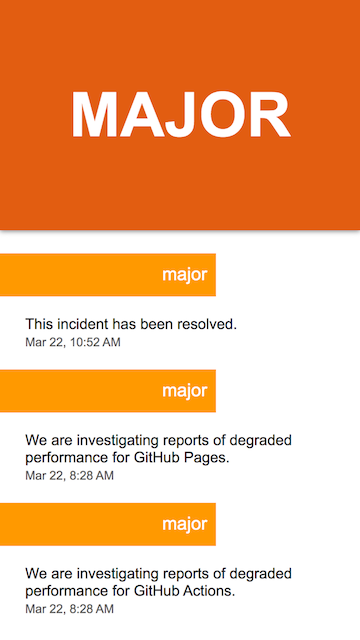 MAJOR
major
This incident has been resolved.
Mar 22, 10:52 AM
major
We are investigating reports of degraded
performance for GitHub Pages.
Mar 22, 8:28 AM
major
We are investigating reports of degraded
performance for GitHub Actions.
Mar 22, 8:28 AM